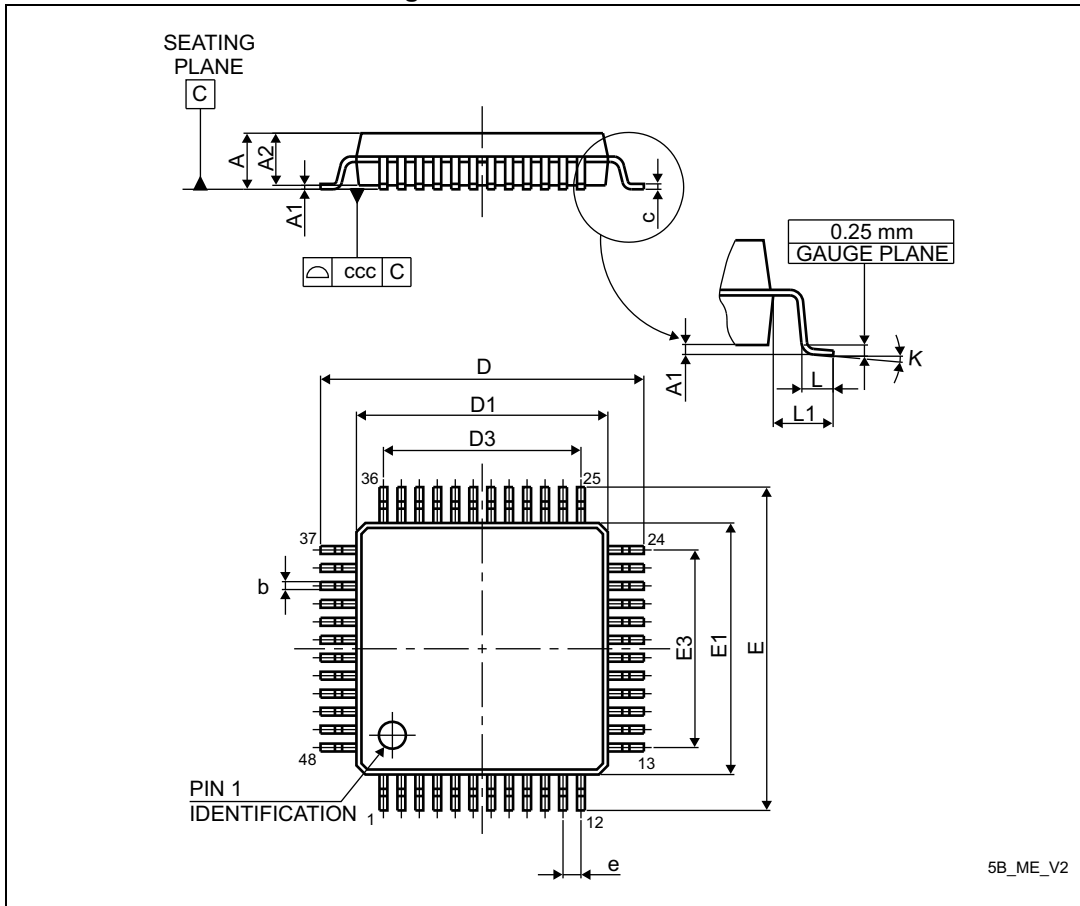 SEATING
PLANE
C
A
A2
A1
c
ccc C
0.25 mm
GAUGE PLANE
A1
K
L
L1
D
D1
D3
36
25
37
24
b
E3
E1
E
48
13
PIN 1
IDENTIFICATION
1
12
e
5B_ME_V2